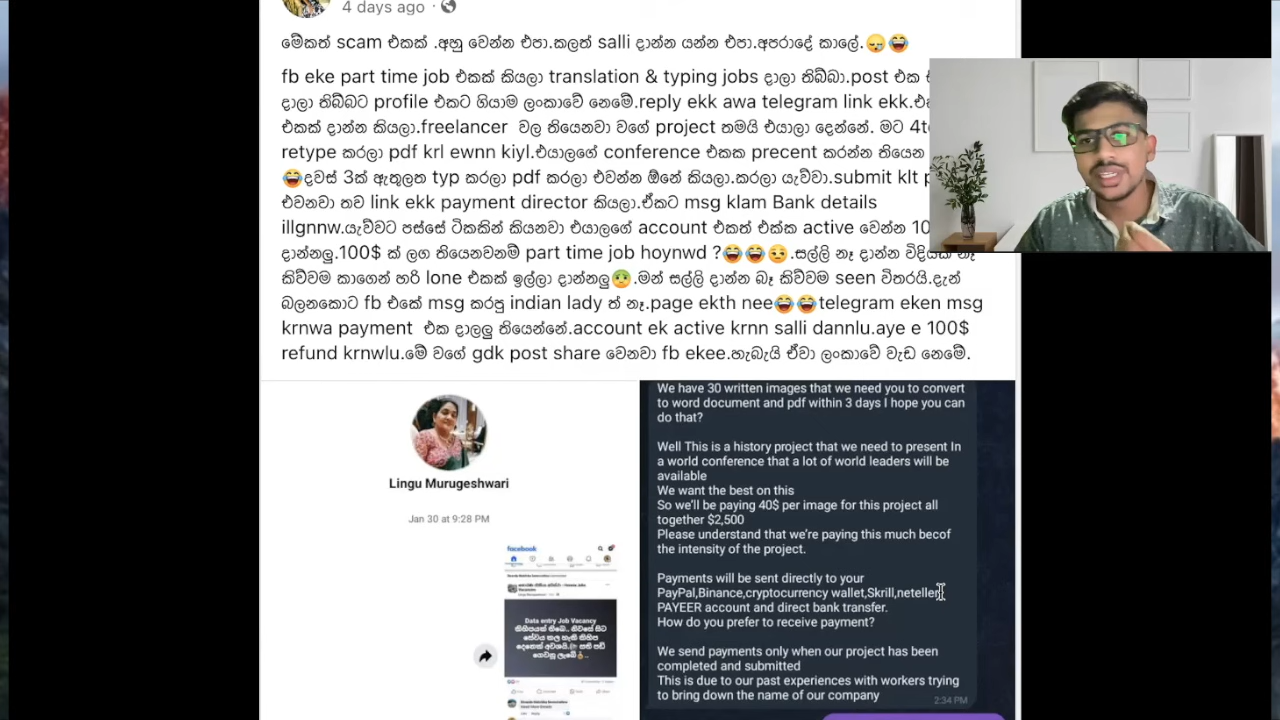 4 days ago ·
මේකත් scam එකක් .අහු වෙන්න එපා.කලත් salli දාන්න යන්න එපා.අපරාදේ කාලේ.😪😂
fb eke part time job එකක් කියලා translation & typing jobs දාලා තිබ්බා.post එක
දාලා තිබ්බට profile එකට ගියාම ලංකාවේ නෙමේ.reply ekk awa telegram link ekk.
එකක් දාන්න කියලා.freelancer වල තියෙනවා වගේ project තමයි එයාලා දෙන්නේ. මට
retype කරලා pdf krl ewnn kiyl.එයාලගේ conference එකක precent කරන්න තියෙන
😂දවස් 3ක් ඇතුලත typ කරලා pdf කරලා එවන්න ඕනේ කියලා.කරලා යැව්වා.submit klt
එවනවා තව link ekk payment director කියලා.ඒකට msg klam Bank details
illgnnw.යැව්වට පස්සේ ටිකකින් කියනවා එයාලගේ account එකත් එක්ක active වෙන්න
දාන්නලු.100$ ක් ලග තියෙනවනම් part time job hoynwd ?😂😂😒.සල්ලි නෑ දාන්න විදියක් නෑ
කිව්වම කාගෙන් හරි lone එකක් ඉල්ලා දාන්නලු😨.මන් සල්ලි දාන්න බෑ කිව්වම seen විතරයි.දැන්
බලනකොට fb එකේ msg කරපු indian lady ත් නෑ.page ekth nee😂😂telegram eken msg
krnwa payment එක දාලලු තියෙන්නේ.account ek active krnn salli dannlu.aye e 100$
refund krnwlu.මේ වගේ gdk post share වෙනවා fb ekee.හැබැයි ඒවා ලංකාවේ වැඩ නෙමේ.
Lingu Murugeshwari
Jan 30 at 9:28 PM
facebook
Data entry Job Vacancy
We have 30 written images that we need you to convert
to word document and pdf within 3 days I hope you can
do that?
Well This is a history project that we need to present In
a world conference that a lot of world leaders will be
available
We want the best on this
So we'll be paying 40$ per image for this project all
together $2,500
Please understand that we're paying this much becof
the intensity of the project.
Payment will be sent directly to your
PayPal,binance,cryptocurrency wallet,Skrill,neteller,
PAYEER account and direct bank transfer.
How do you prefer to receive payment?
We send payments only when our project has been
completed and submitted
This is due to our past experiences with workers trying
to bring down the name of our company
2:34 PM